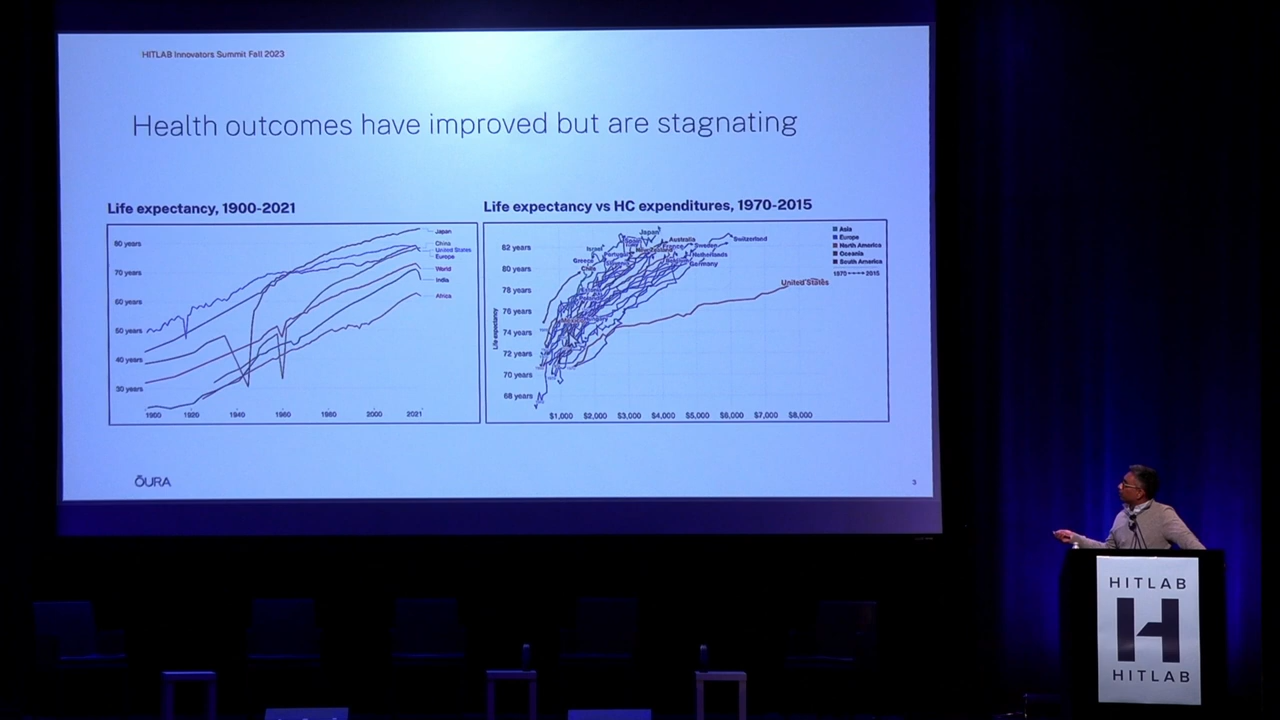 HITLAB Innovators Summit Fall 2023
Health outcomes have improved but are stagnating
Life expectancy, 1900-2021
80 years
70 years
60 years
50 years
40 years
30 years
1900 1920 1940 1960 1980 2000 2021
Japan
China
United States
Europe
World
India
Africa
Life expectancy vs HC expenditures, 1970-2015
Life expectancy
82 years
80 years
78 years
76 years
74 years
72 years
70 years
68 years
$1,000 $2,000 $3,000 $4,000 $5,000 $6,000 $7,000 $8,000
Japan
Israel
Australia
Switzerland
France
Sweden
Portugal
Netherlands
Greece
Germany
Chile
United States
Asia
Europe
North America
Oceania
South America
1970 2015
ŌURA
3
HITLAB
H
HITLAB